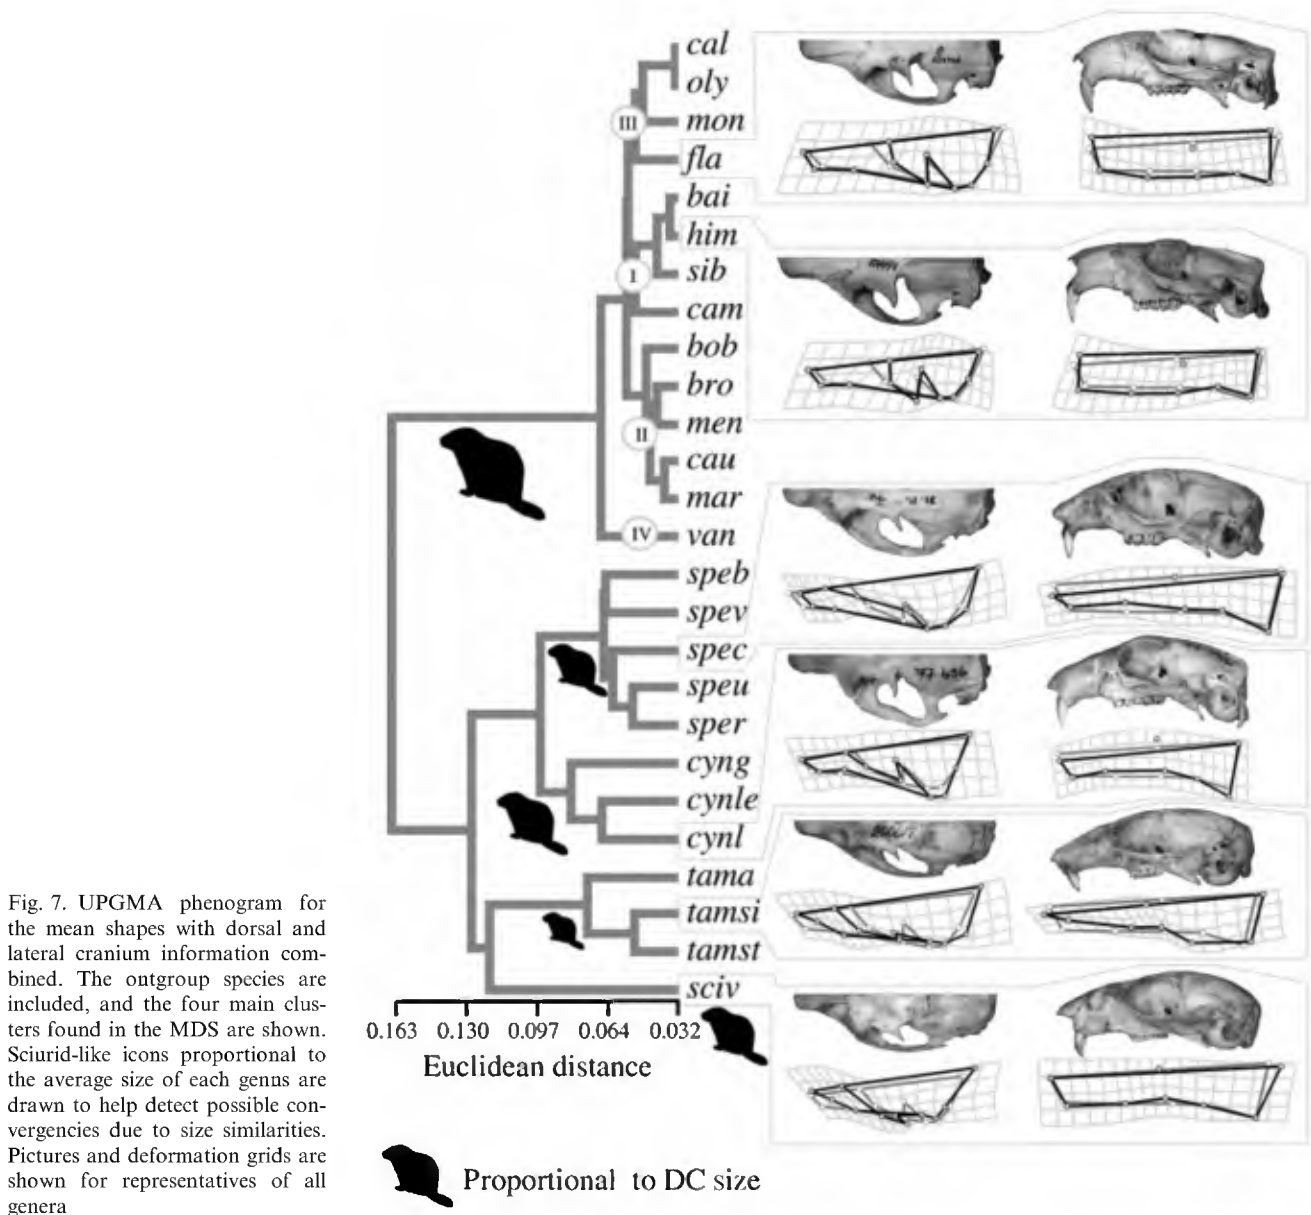 cal
oly
mon
III
fla
bai
him
sib
I
cam
bob
bro
men
II
cau
mar
IV
van
speb
spev
spec
speu
sper
cyng
cynle
cynl
tama
tamsi
tamst
sciv
0.163 0.130 0.097 0.064 0.032
Euclidean distance
Proportional to DC size
77.496
Fig. 7. UPGMA phenogram for
the mean shapes with dorsal and
lateral cranium information com-
bined. The ontgroup species are
included, and the four main clus-
ters found in the MDS are shown.
Sciurid-like icons proportional to
the average size of each genns are
drawn to help detect possible con-
vergencies due to size similarities.
Pictures and deformation grids are
shown for representatives of all
genera